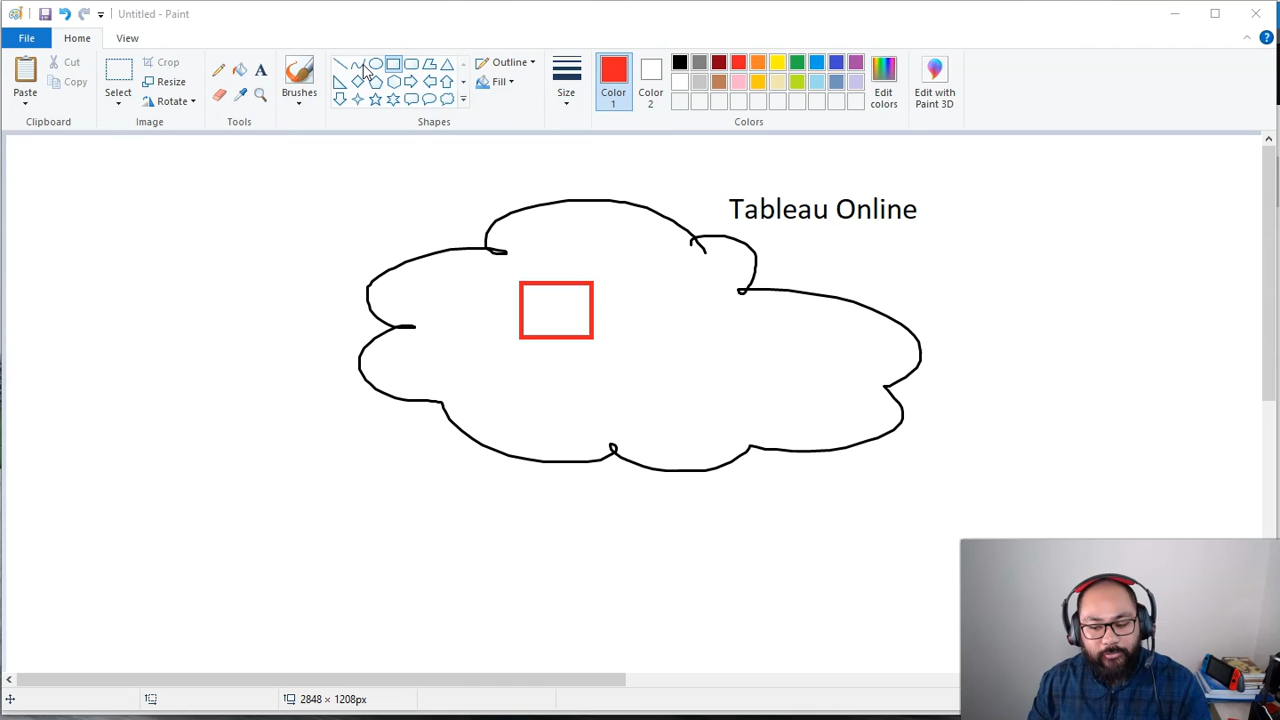 Untitled - Paint
File
Home
View
Paste
Cut
Copy
Clipboard
Select
Crop
Resize
Rotate
Image
Tools
Brushes
Shapes
Outline
Fill
Size
Color
1
Color
2
Colors
Edit
colors
Edit with
Paint 3D
Tableau Online
2848 × 1208px